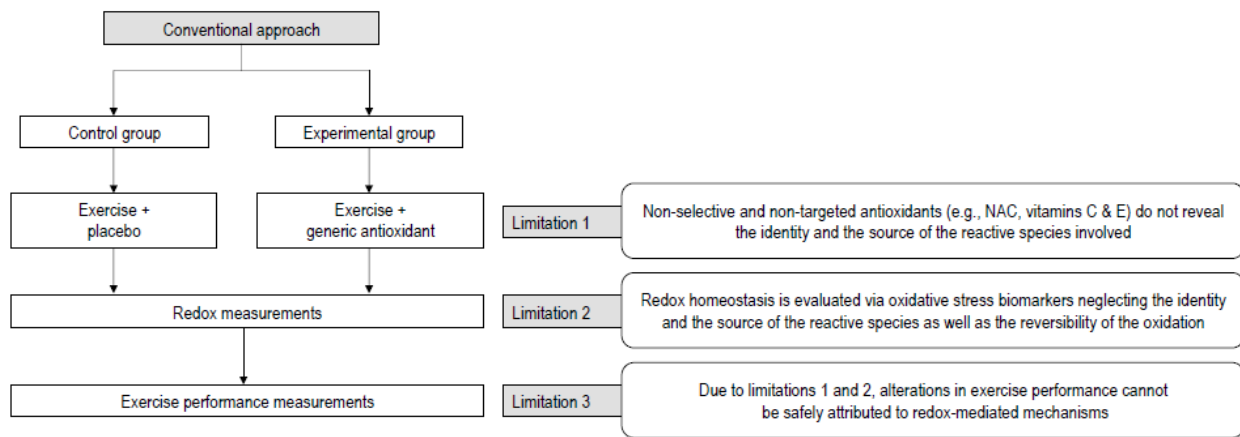 Conventional approach
Control group
Experimental group
Exercise +
placebo
Exercise +
generic antioxidant
Limitation 1
Non-selective and non-targeted antioxidants (e.g., NAC, vitamins C & E) do not reveal
the identity and the source of the reactive species involved
Redox measurements
Limitation 2
Redox homeostasis is evaluated via oxidative stress biomarkers neglecting the identity
and the source of the reactive species as well as the reversibility of the oxidation
Exercise performance measurements
Limitation 3
Due to limitations 1 and 2, alterations in exercise performance cannot
be safely attributed to redox-mediated mechanisms